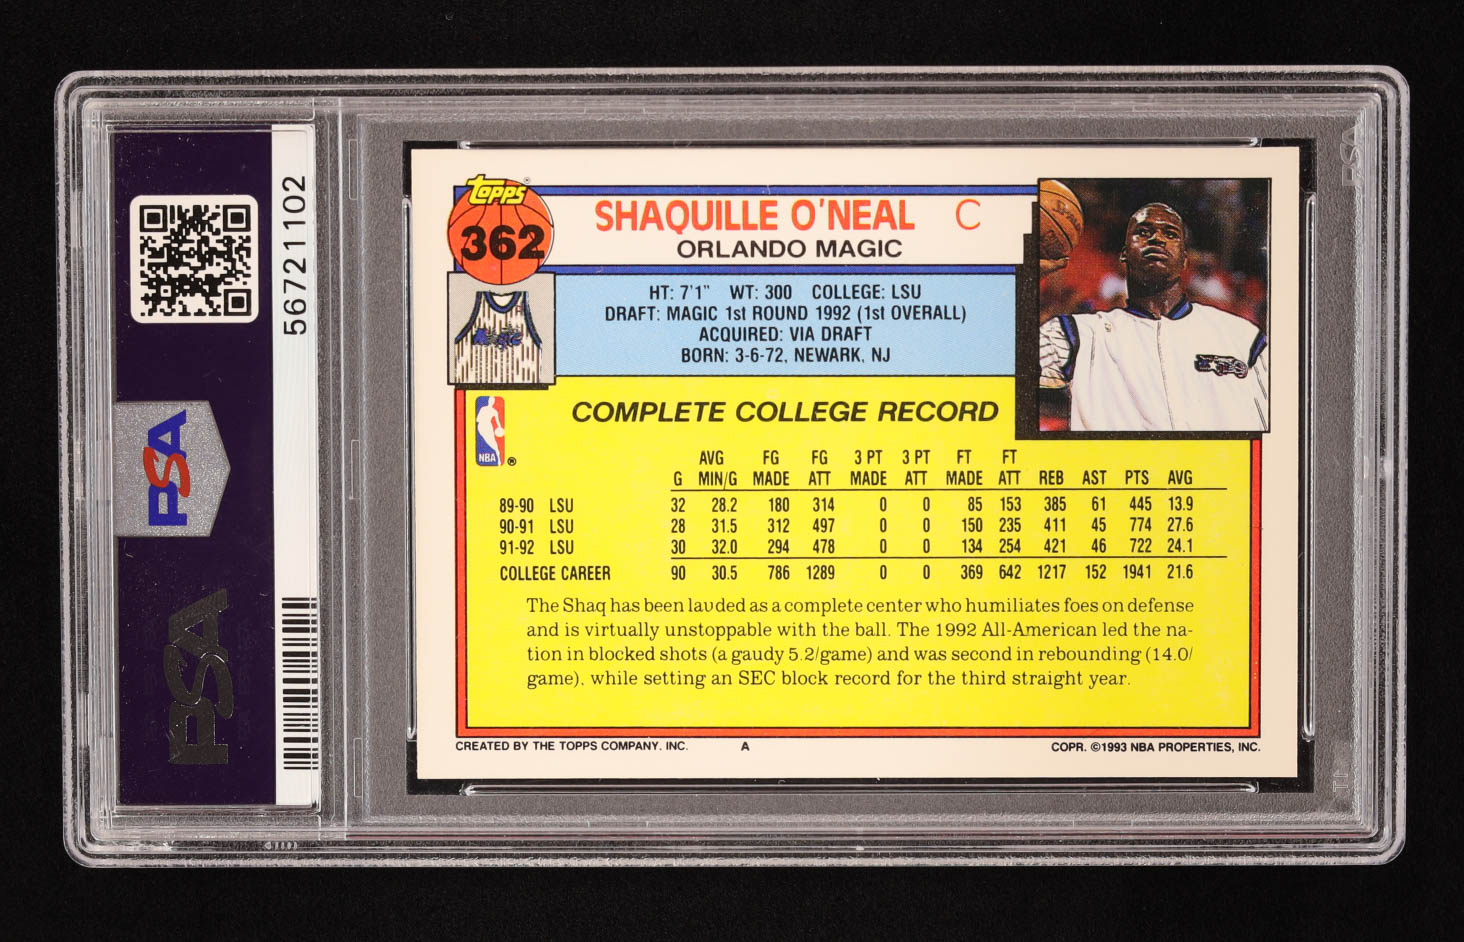 56721102
PSA
PSA
Topps
362
SHAQUILLE O'NEAL C
ORLANDO MAGIC
HT: 7'1" WT: 300 COLLEGE: LSU
DRAFT: MAGIC 1st ROUND 1992 (1st OVERALL)
ACQUIRED: VIA DRAFT
BORN: 3-6-72, NEWARK, NJ
Magic
NBA ®
COMPLETE COLLEGE RECORD
AVG FG FG 3 PT 3 PT FT FT
G MIN/G MADE ATT MADE ATT MADE ATT REB AST PTS AVG
89-90 LSU 32 28.2 180 314 0 0 85 153 385 61 445 13.9
90-91 LSU 28 31.5 312 497 0 0 150 235 411 45 774 27.6
91-92 LSU 30 32.0 294 478 0 0 134 254 421 46 722 24.1
COLLEGE CAREER 90 30.5 786 1289 0 0 369 642 1217 152 1941 21.6
The Shaq has been lauded as a complete center who humiliates foes on defense
and is virtually unstoppable with the ball. The 1992 All-American led the na-
tion in blocked shots (a gaudy 5.2/game) and was second in rebounding (14.0/
game), while setting an SEC block record for the third straight year.
CREATED BY THE TOPPS COMPANY, INC. A COPR. ©1993 NBA PROPERTIES, INC.